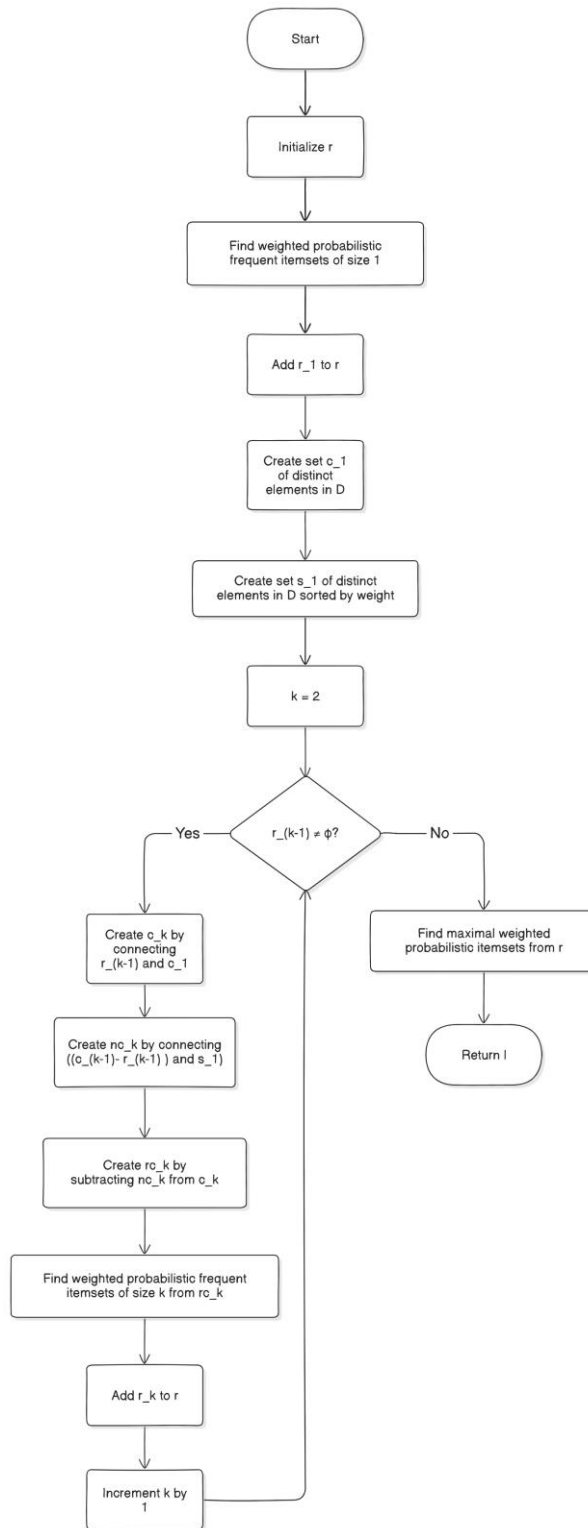 Start
Initialize r
Find weighted probabilistic
frequent itemsets of size 1
Add r_1 to r
Create set c_1
of distinct
elements in D
Create set s_1 of distinct
elements in D sorted by weight
k = 2
r_(k-1) ≠ φ?
Yes
No
Create c_k by
connecting
r_(k-1) and c_1
Create nc_k by connecting
((c_(k-1)- r_(k-1) ) and s_1)
Create rc_k by
subtracting nc_k from c_k
Find weighted probabilistic frequent
itemsets of size k from rc_k
Add r_k to r
Increment k by
1
Find maximal weighted
probabilistic itemsets from r
Return l